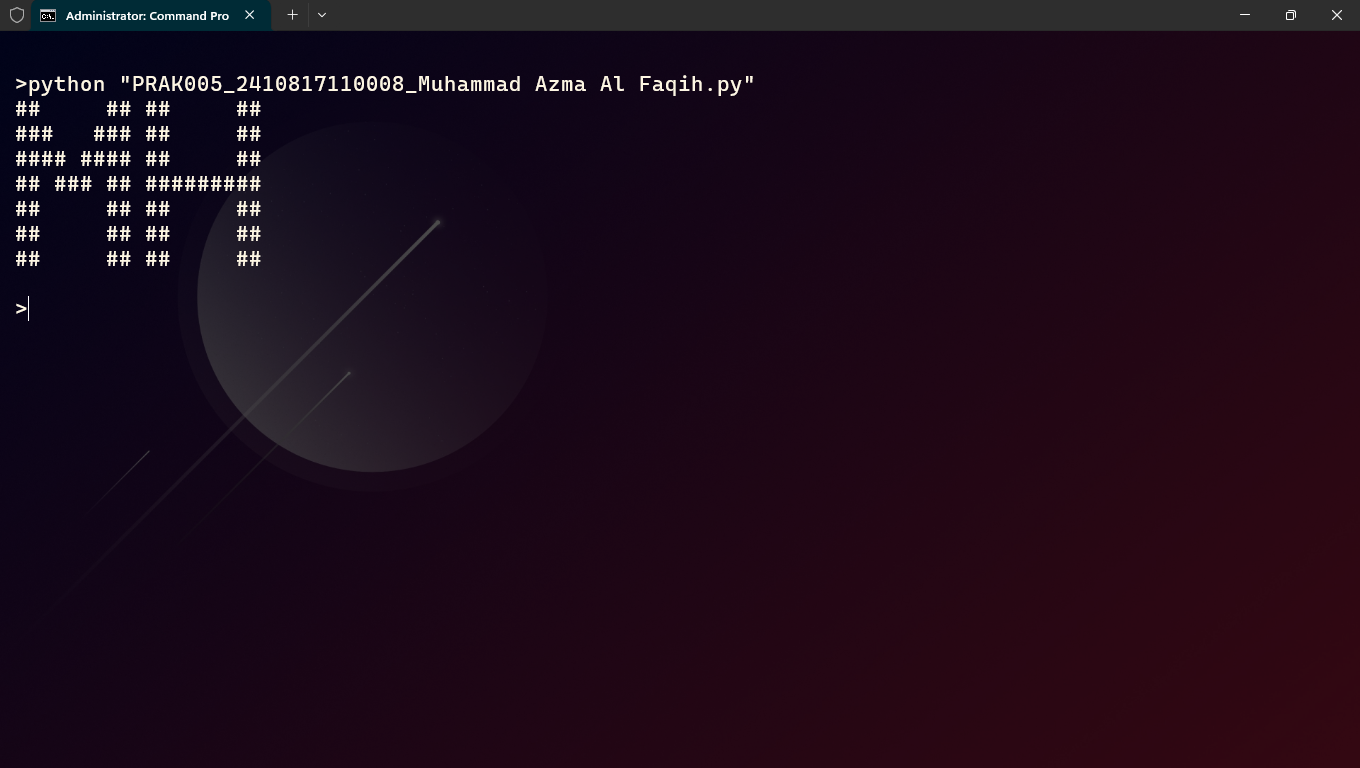 Administrator: Command Pro
>python "PRAK005_2410817110008_Muhammad Azma Al Faqih.py"
##     ## ##     ##
###   ### ##     ##
#### #### ##     ##
## ### ## #########
##     ## ##     ##
##     ## ##     ##
##     ## ##     ##
>